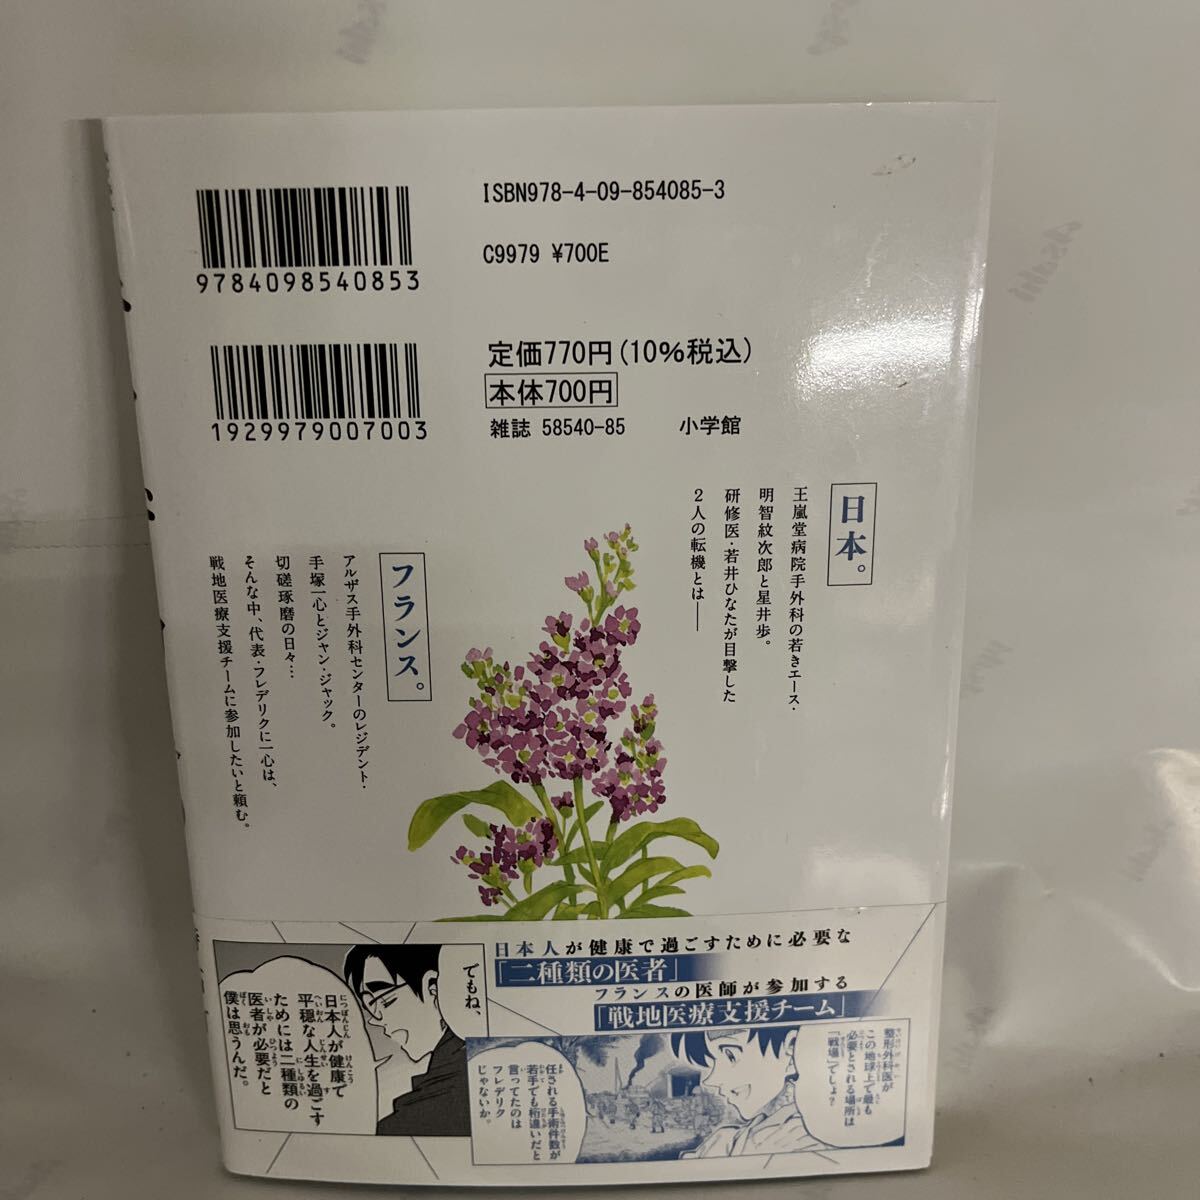 ISBN978-4-09-854085-3
C9979 ¥700E
9784098540853
定価770円(10%税込)
本体700円
雑誌 58540-85 小学館
1929979007003
日本。
王嵐堂病院手外科の若きエース・
明智紋次郎と星井歩。
研修医・若井ひなたが目撃した
2人の転機とは――
フランス。
アルザス手外科センターのレジデント・
手塚一心とジャン・ジャック。
切磋琢磨の日々…
そんな中、代表・フレデリクに一心は、
戦地医療支援チームに参加したいと頼む。
日本人が健康で過ごすために必要な
「二種類の医者」
フランスの医師が参加する
「戦地医療支援チーム」
でもね、
日本人が健康で
平穏な人生を過ごす
ためには二種類の
医者が必要だと
僕は思うんだ。
整形外科医が
この地球上で最も
必要とされる場所は
「戦場」でしょ?
任される手術件数が
若手でも桁違いだと
言ってたのは
フレデリク
じゃないか。
Asahi